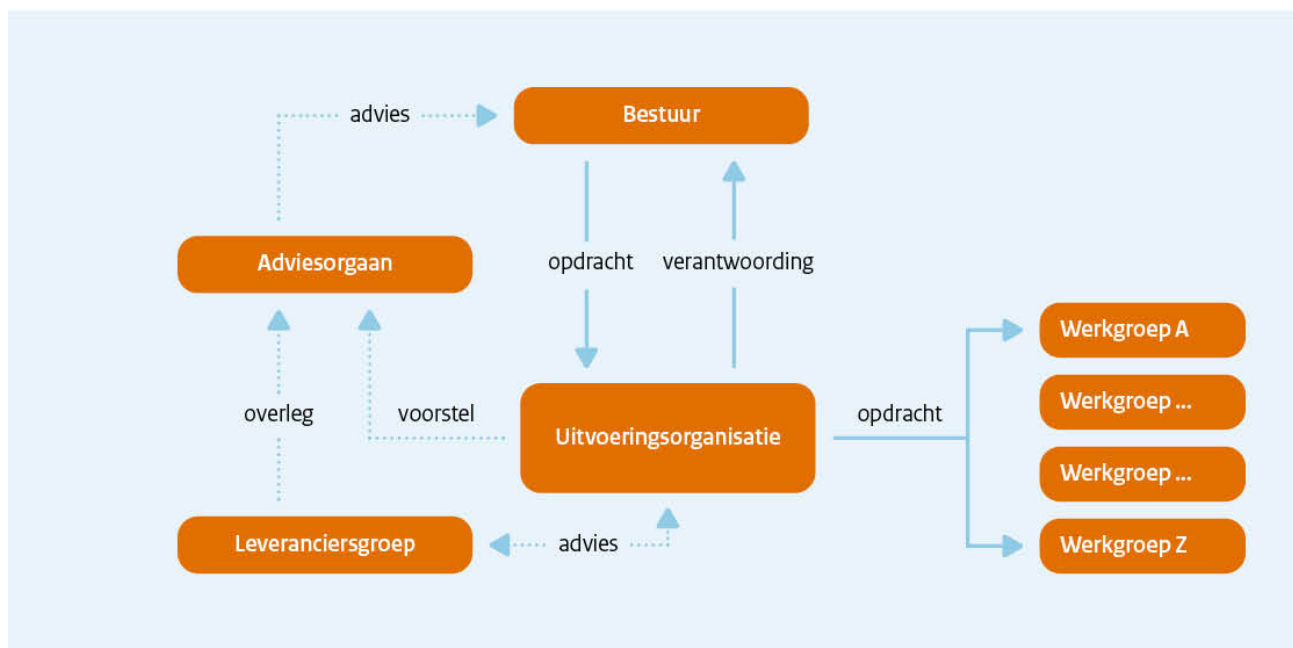 advies
Bestuur
Adviesorgaan
opdracht
verantwoording
Werkgroep A
overleg
voorstel
Uitvoeringsorganisatie
opdracht
Werkgroep ...
Werkgroep ...
Leveranciersgroep
advies
Werkgroep Z